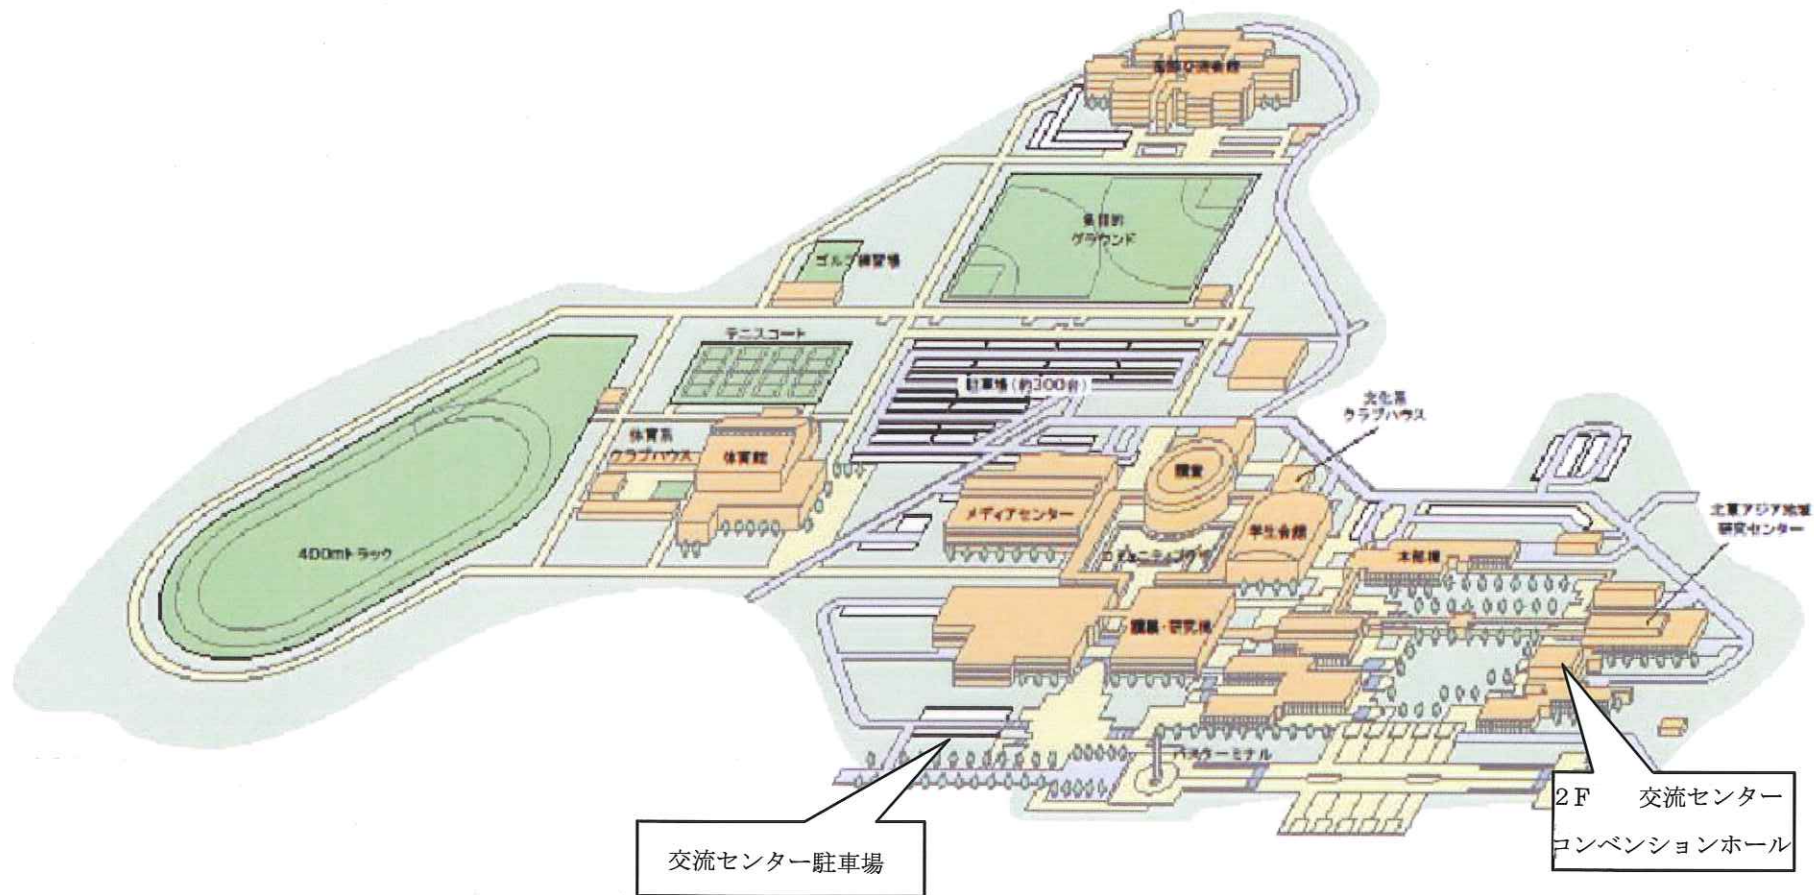 国際交流会館
多目的
グラウンド
ゴルフ練習場
テニスコート
駐車場(約300台)
文化系
クラブハウス
体育系
クラブハウス
体育館
講堂
メディアセンター
学生会館
北東アジア地域
研究センター
400mトラック
本部棟
講義・研究棟
バスターミナル
2F 交流センター
コンベンションホール
交流センター駐車場